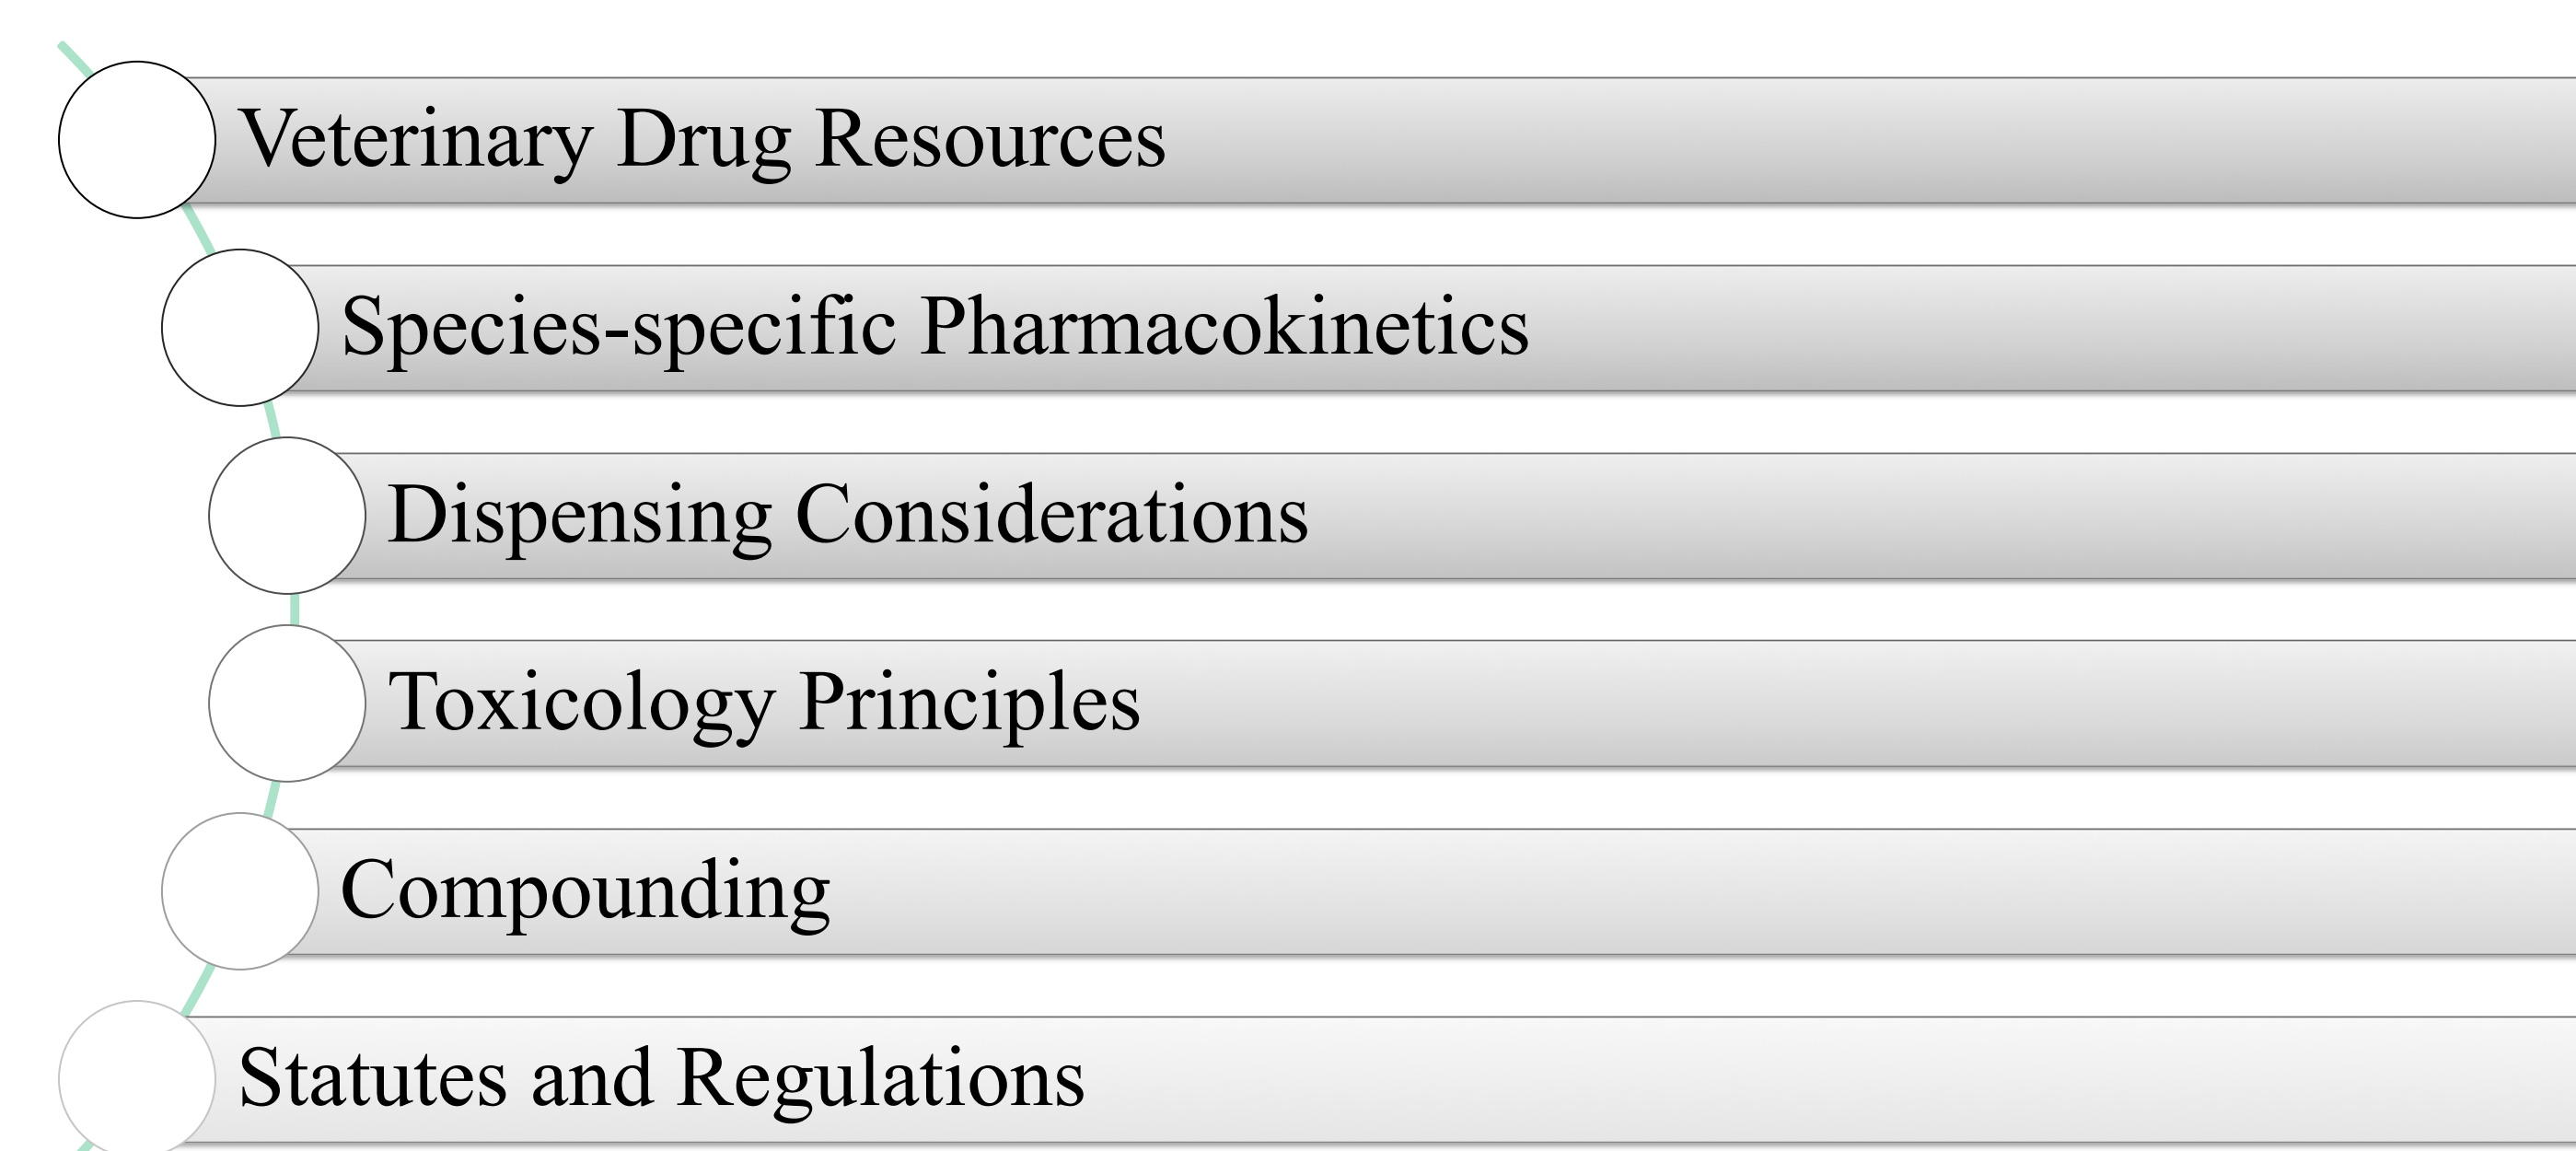 Veterinary Drug Resources
Species-specific Pharmacokinetics
Dispensing Considerations
Toxicology Principles
Compounding
Statutes and Regulations